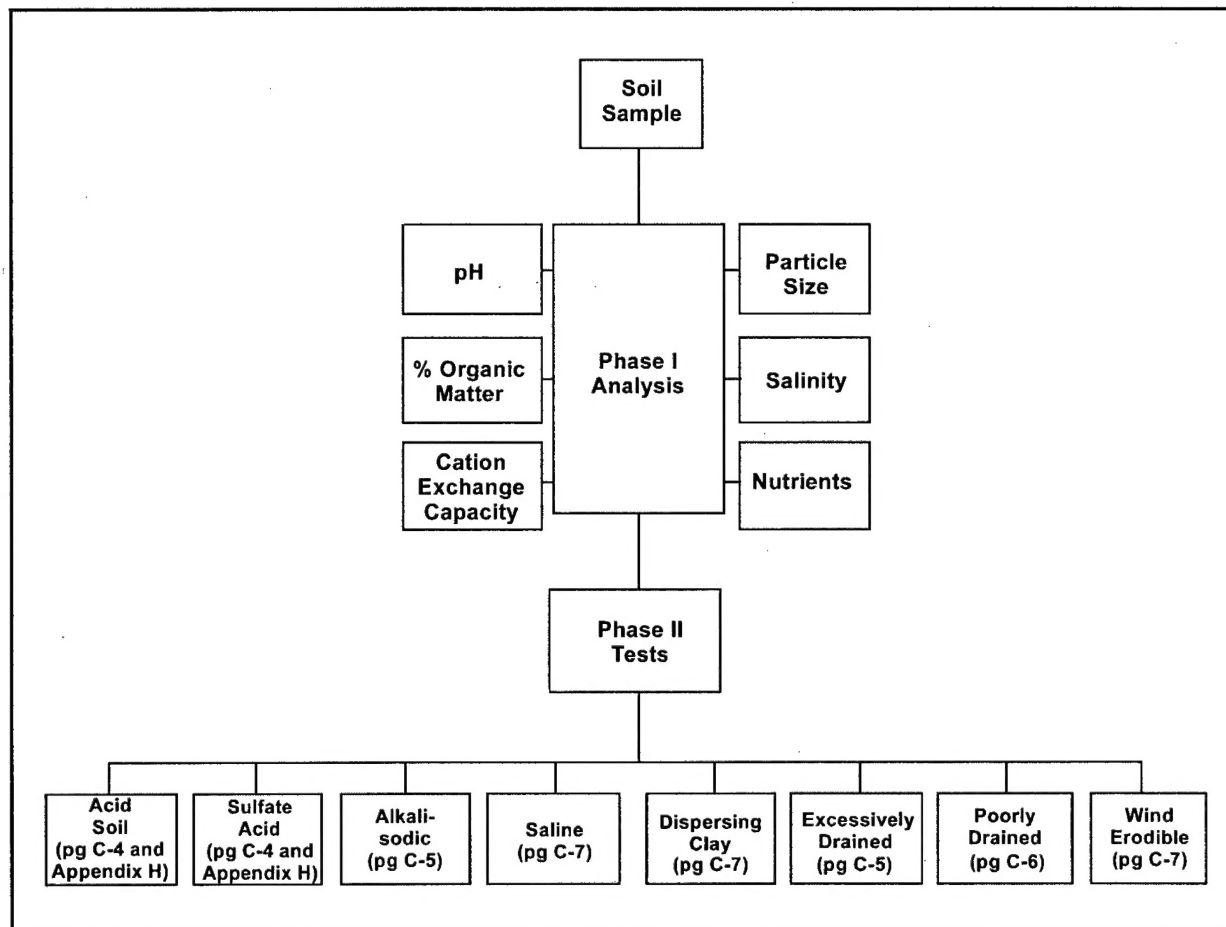 Soil
Sample
pH
Particle
Size
% Organic
Matter
Phase I
Analysis
Salinity
Cation
Exchange
Capacity
Nutrients
Phase II
Tests
Acid
Soil
(pg C-4 and
Appendix H)
Sulfate
Acid
(pg C-4 and
Appendix H)
Alkali-
sodic
(pg C-5)
Saline
(pg C-7)
Dispersing
Clay
(pg C-7)
Excessively
Drained
(pg C-5)
Poorly
Drained
(pg C-6)
Wind
Erodible
(pg C-7)